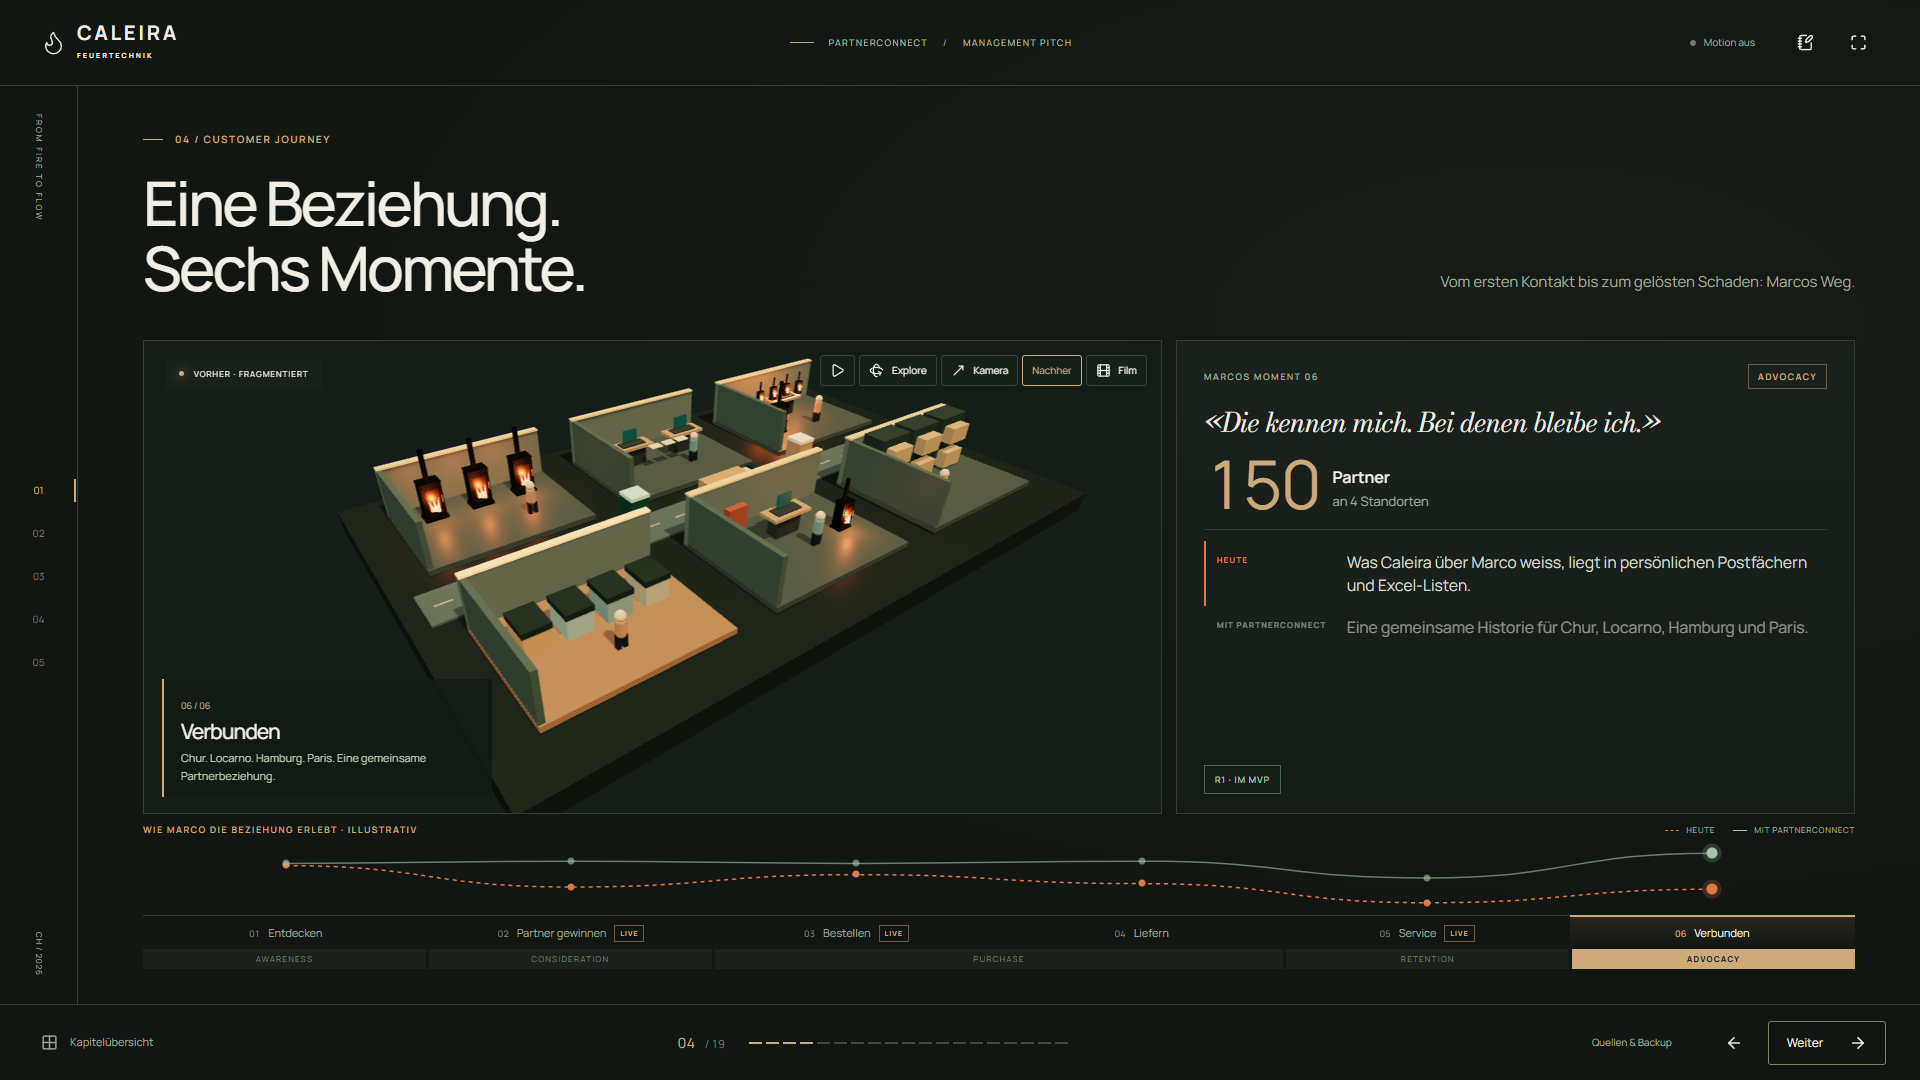 CALEIRA
FEUERTECHNIK
PARTNERCONNECT / MANAGEMENT PITCH
Motion aus
FROM FIRE TO FLOW
04 / CUSTOMER JOURNEY
Eine Beziehung.
Sechs Momente.
Vom ersten Kontakt bis zum gelösten Schaden: Marcos Weg.
01
02
03
04
05
CH / 2026
VORHER · FRAGMENTIERT
Explore
Kamera
Nachher
Film
06 / 06
Verbunden
Chur. Locarno. Hamburg. Paris. Eine gemeinsame
Partnerbeziehung.
MARCOS MOMENT 06
ADVOCACY
«Die kennen mich. Bei denen bleibe ich.»
150 Partner
an 4 Standorten
HEUTE
Was Caleira über Marco weiss, liegt in persönlichen Postfächern
und Excel-Listen.
MIT PARTNERCONNECT
Eine gemeinsame Historie für Chur, Locarno, Hamburg und Paris.
R1 · IM MVP
WIE MARCO DIE BEZIEHUNG ERLEBT · ILLUSTRATIV
HEUTE
MIT PARTNERCONNECT
01 Entdecken
02 Partner gewinnen LIVE
03 Bestellen LIVE
04 Liefern
05 Service LIVE
06 Verbunden
AWARENESS
CONSIDERATION
PURCHASE
RETENTION
ADVOCACY
Kapitelübersicht
04 / 19
Quellen & Backup
Weiter